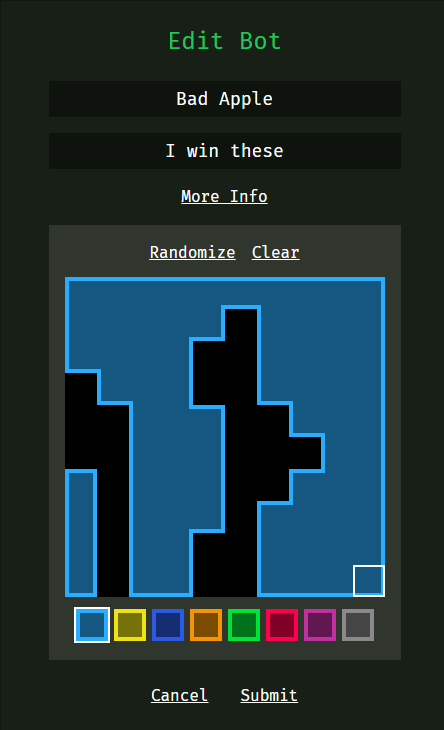 Edit Bot
Bad Apple
I win these
More Info
Randomize Clear
Cancel Submit